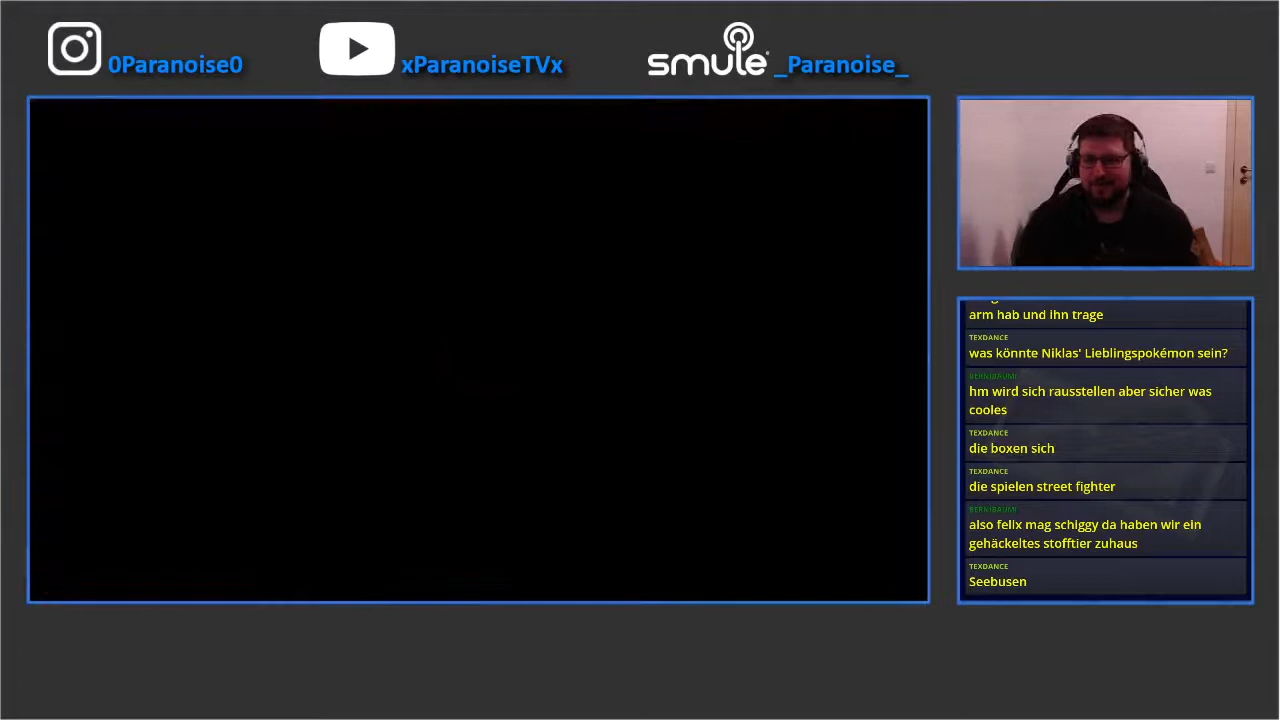 0Paranoise0
xParanoiseTVx
smule
_Paranoise_
arm hab und ihn trage
TEXDANCE
was könnte Niklas' Lieblingspokémon sein?
BERNIBAUMI
hm wird sich rausstellen aber sicher was
cooles
TEXDANCE
die boxen sich
TEXDANCE
die spielen street fighter
BERNIBAUMI
also felix mag schiggy da haben wir ein
gehäckeltes stofftier zuhaus
TEXDANCE
Seebusen